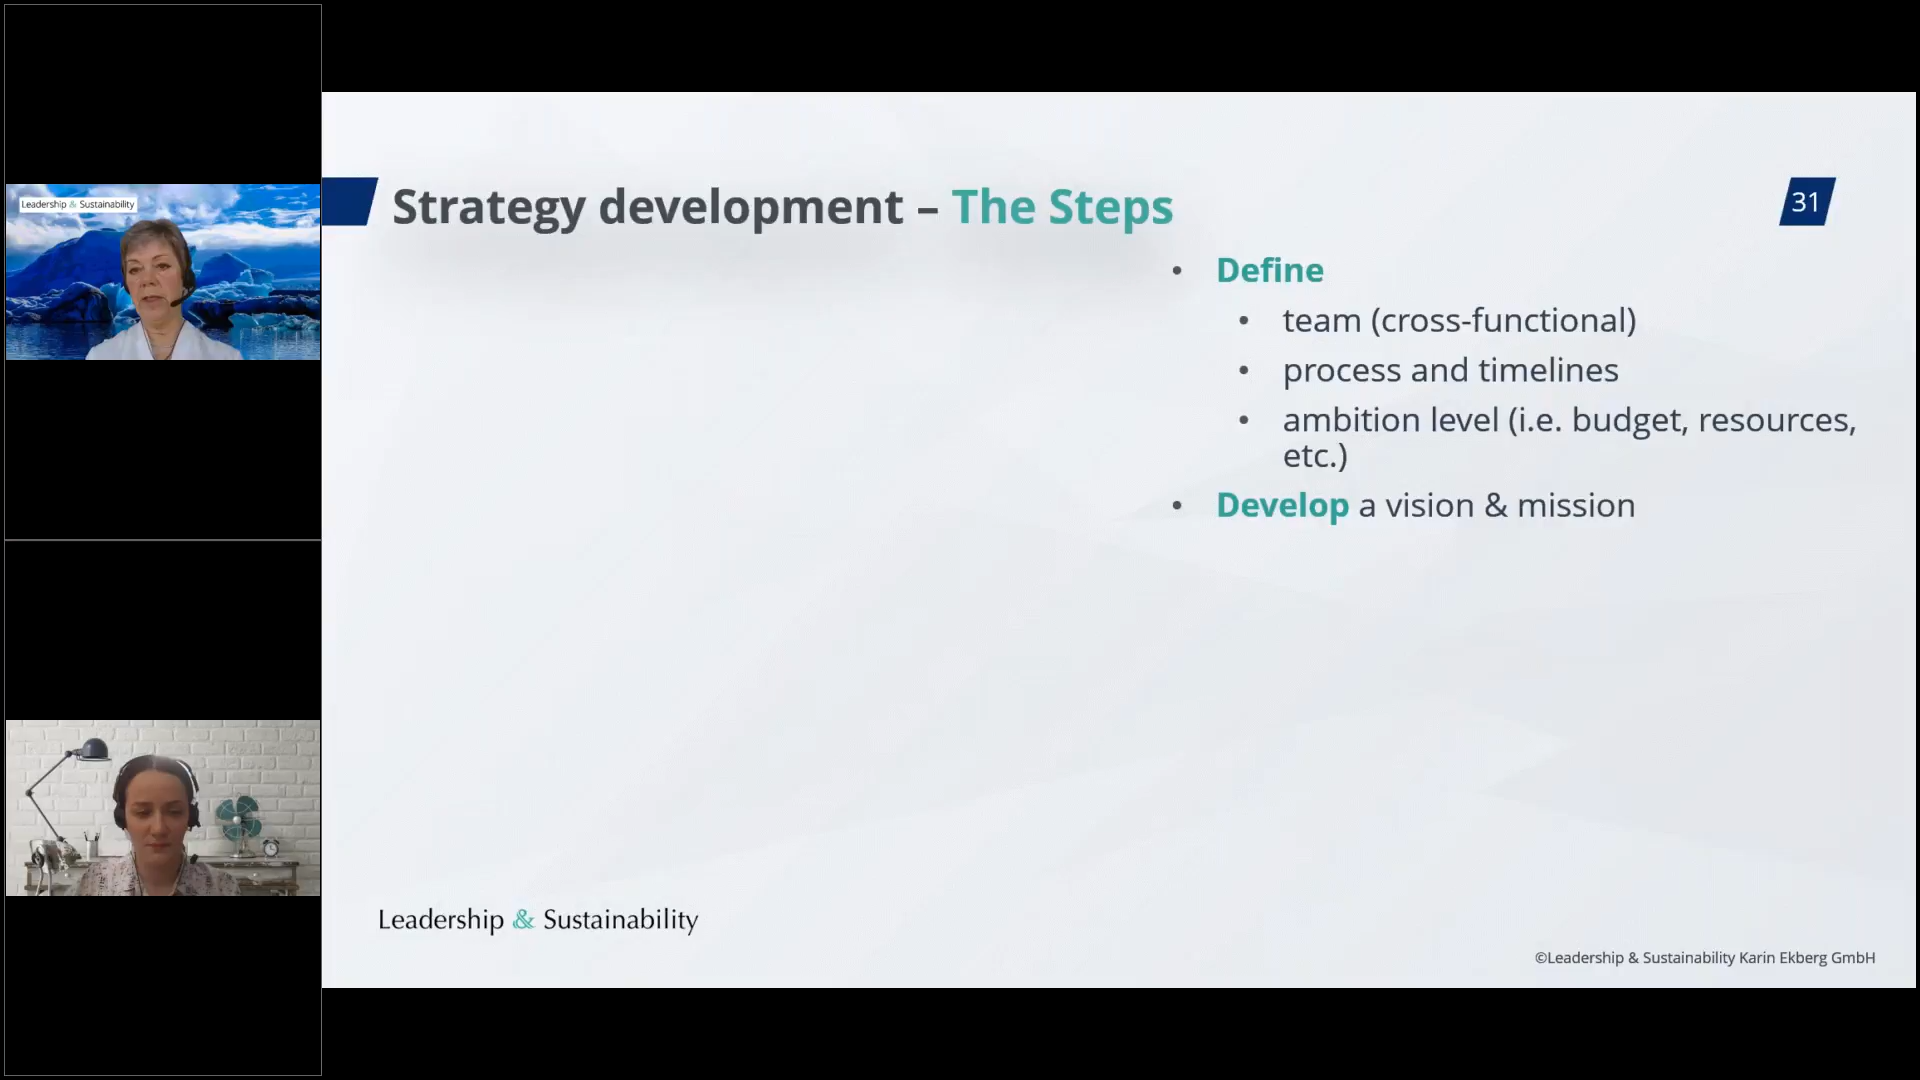 Leadership & Sustainability
Strategy development – The Steps
31
• Define
• team (cross-functional)
• process and timelines
• ambition level (i.e. budget, resources,
etc.)
• Develop a vision & mission
Leadership & Sustainability
©Leadership & Sustainability Karin Ekberg GmbH